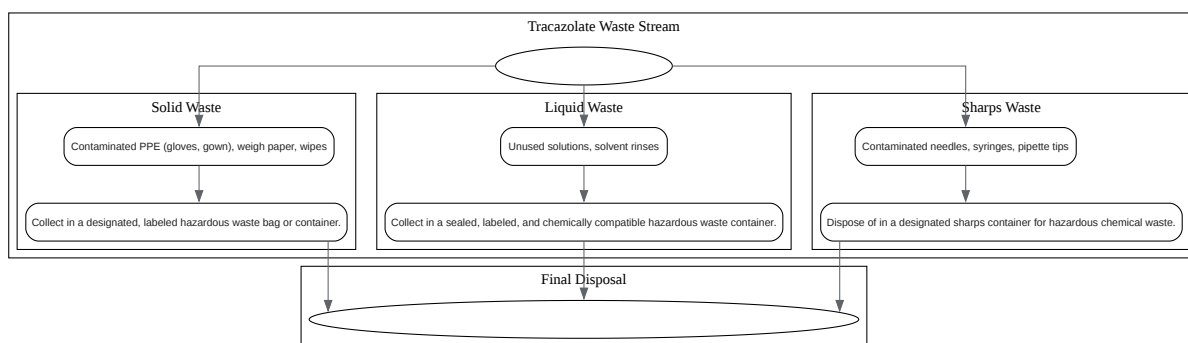 Tracazolate Waste Stream
Solid Waste
Liquid Waste
Sharps Waste
Contaminated PPE (gloves, gown), weigh paper, wipes
Unused solutions, solvent rinses
Contaminated needles, syringes, pipette tips
Collect in a designated, labeled hazardous waste bag or container.
Collect in a sealed, labeled, and chemically compatible hazardous waste container.
Dispose of in a designated sharps container for hazardous chemical waste.
Final Disposal